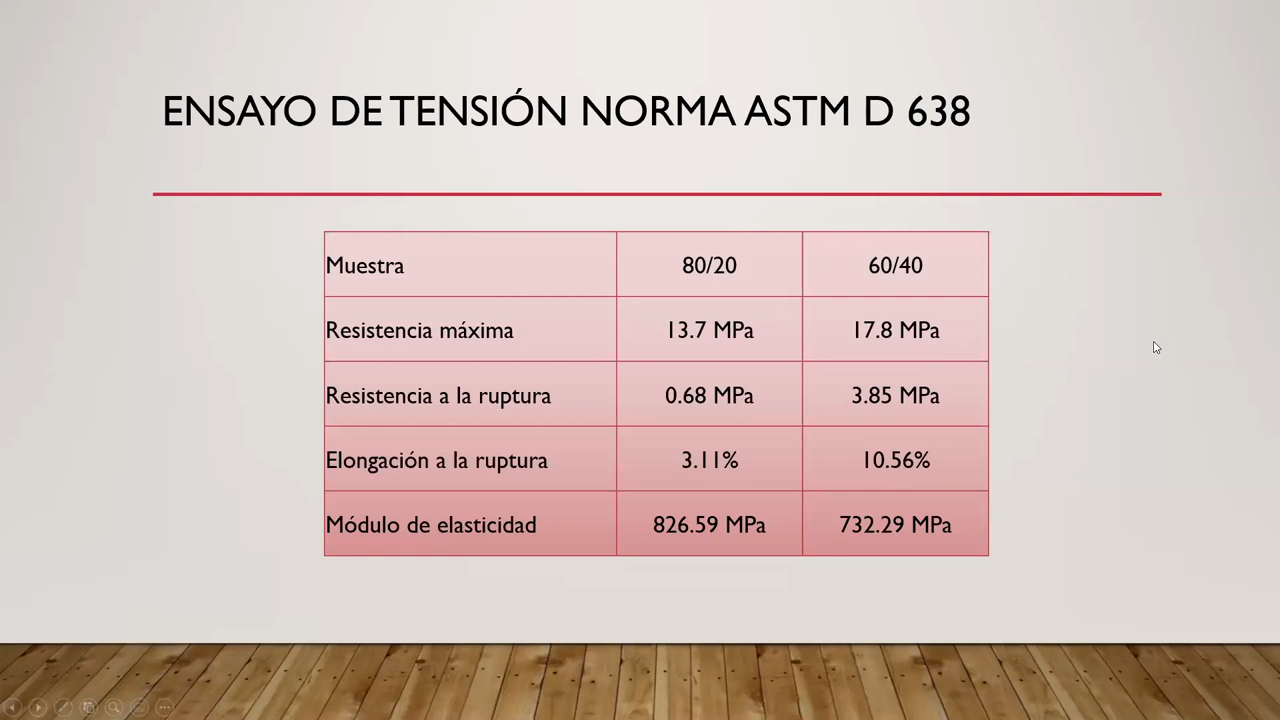 ENSAYO DE TENSIÓN NORMA ASTM D 638
Muestra 80/20 60/40
Resistencia máxima 13.7 MPa 17.8 MPa
Resistencia a la ruptura 0.68 MPa 3.85 MPa
Elongación a la ruptura 3.11% 10.56%
Módulo de elasticidad 826.59 MPa 732.29 MPa